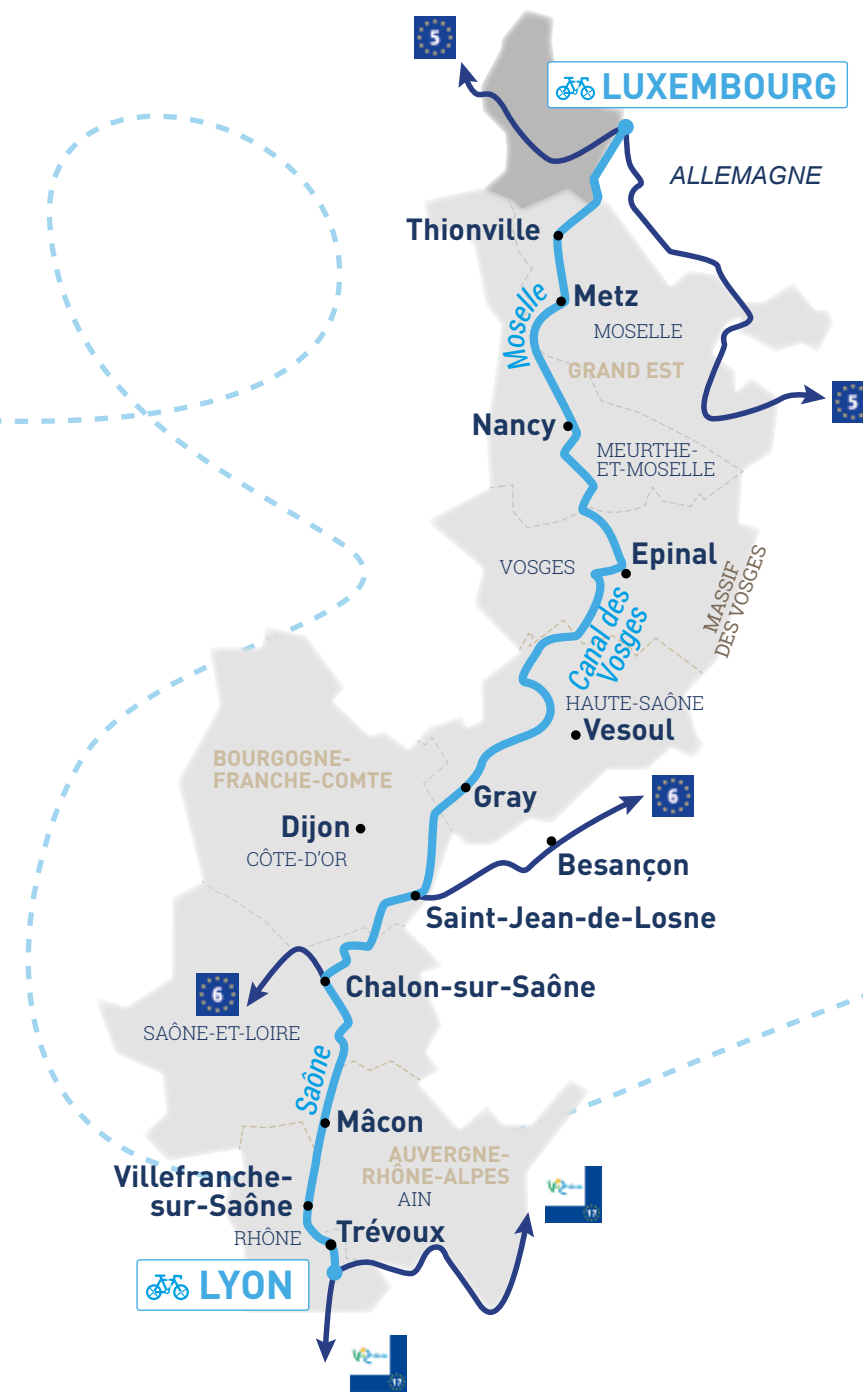 5
LUXEMBOURG
ALLEMAGNE
Thionville
Metz
Moselle
MOSELLE
GRAND EST
5
Nancy
MEURTHE-
ET-MOSELLE
Epinal
VOSGES
MASSIF
DES VOSGES
Canal des
Vosges
HAUTE-SAÔNE
Vesoul
BOURGOGNE-
FRANCHE-COMTE
Gray
6
Dijon
CÔTE-D'OR
Besançon
Saint-Jean-de-Losne
6
Chalon-sur-Saône
SAÔNE-ET-LOIRE
Saône
Mâcon
AUVERGNE-
RHÔNE-ALPES
Villefranche-
sur-Saône
AIN
17
RHÔNE
Trévoux
LYON
17